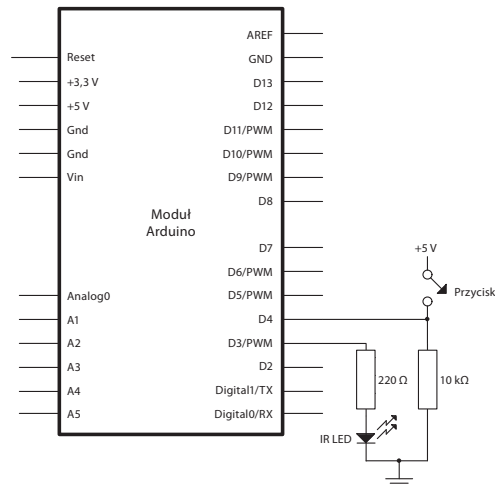 Reset
+3,3 V
+5 V
Gnd
Gnd
Vin
Analog0
A1
A2
A3
A4
A5
Moduł
Arduino
AREF
GND
D13
D12
D11/PWM
D10/PWM
D9/PWM
D8
D7
D6/PWM
D5/PWM
D4
D3/PWM
D2
Digital1/TX
Digital0/RX
+5 V
Przycisk
220 Ω
10 kΩ
IR LED